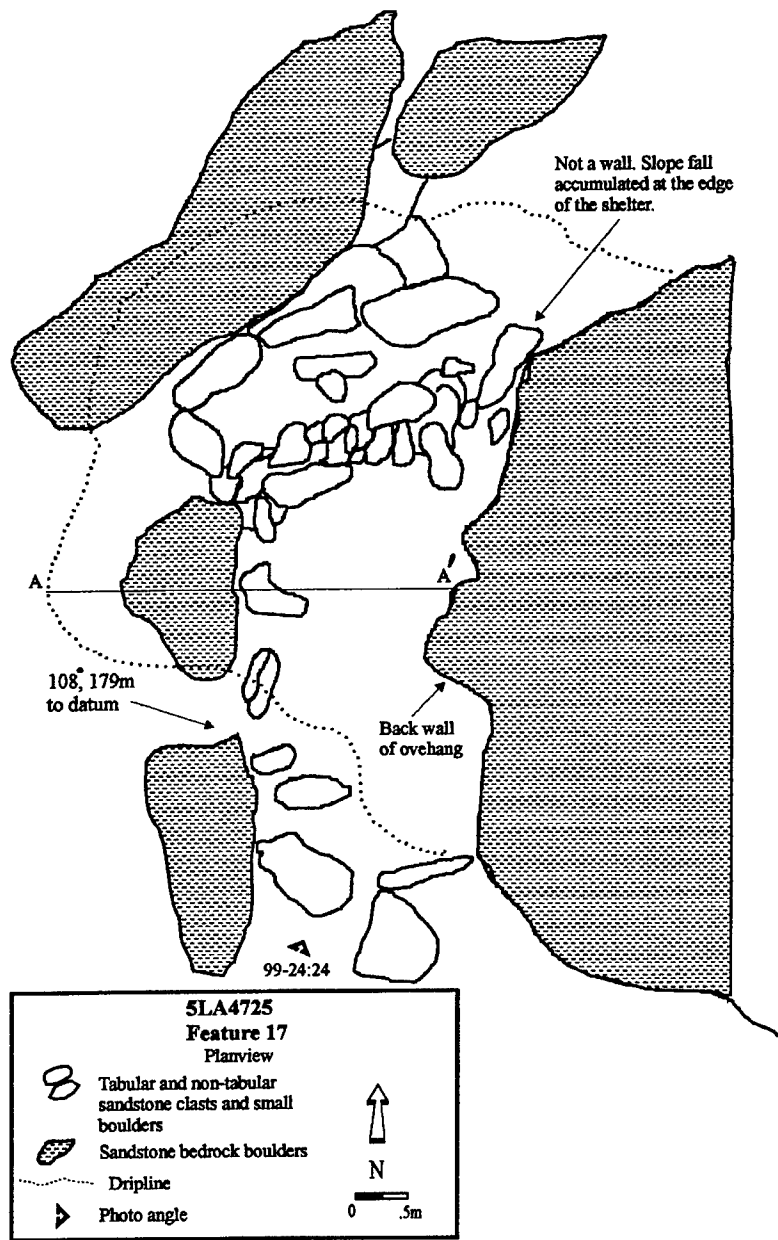 Not a wall. Slope fall
accumulated at the edge
of the shelter.
A
A'
108°, 179m
to datum
Back wall
of ovehang
99-24:24
5LA4725
Feature 17
Planview
Tabular and non-tabular
sandstone clasts and small
boulders
Sandstone bedrock boulders
Dripline
Photo angle
N
0 .5m